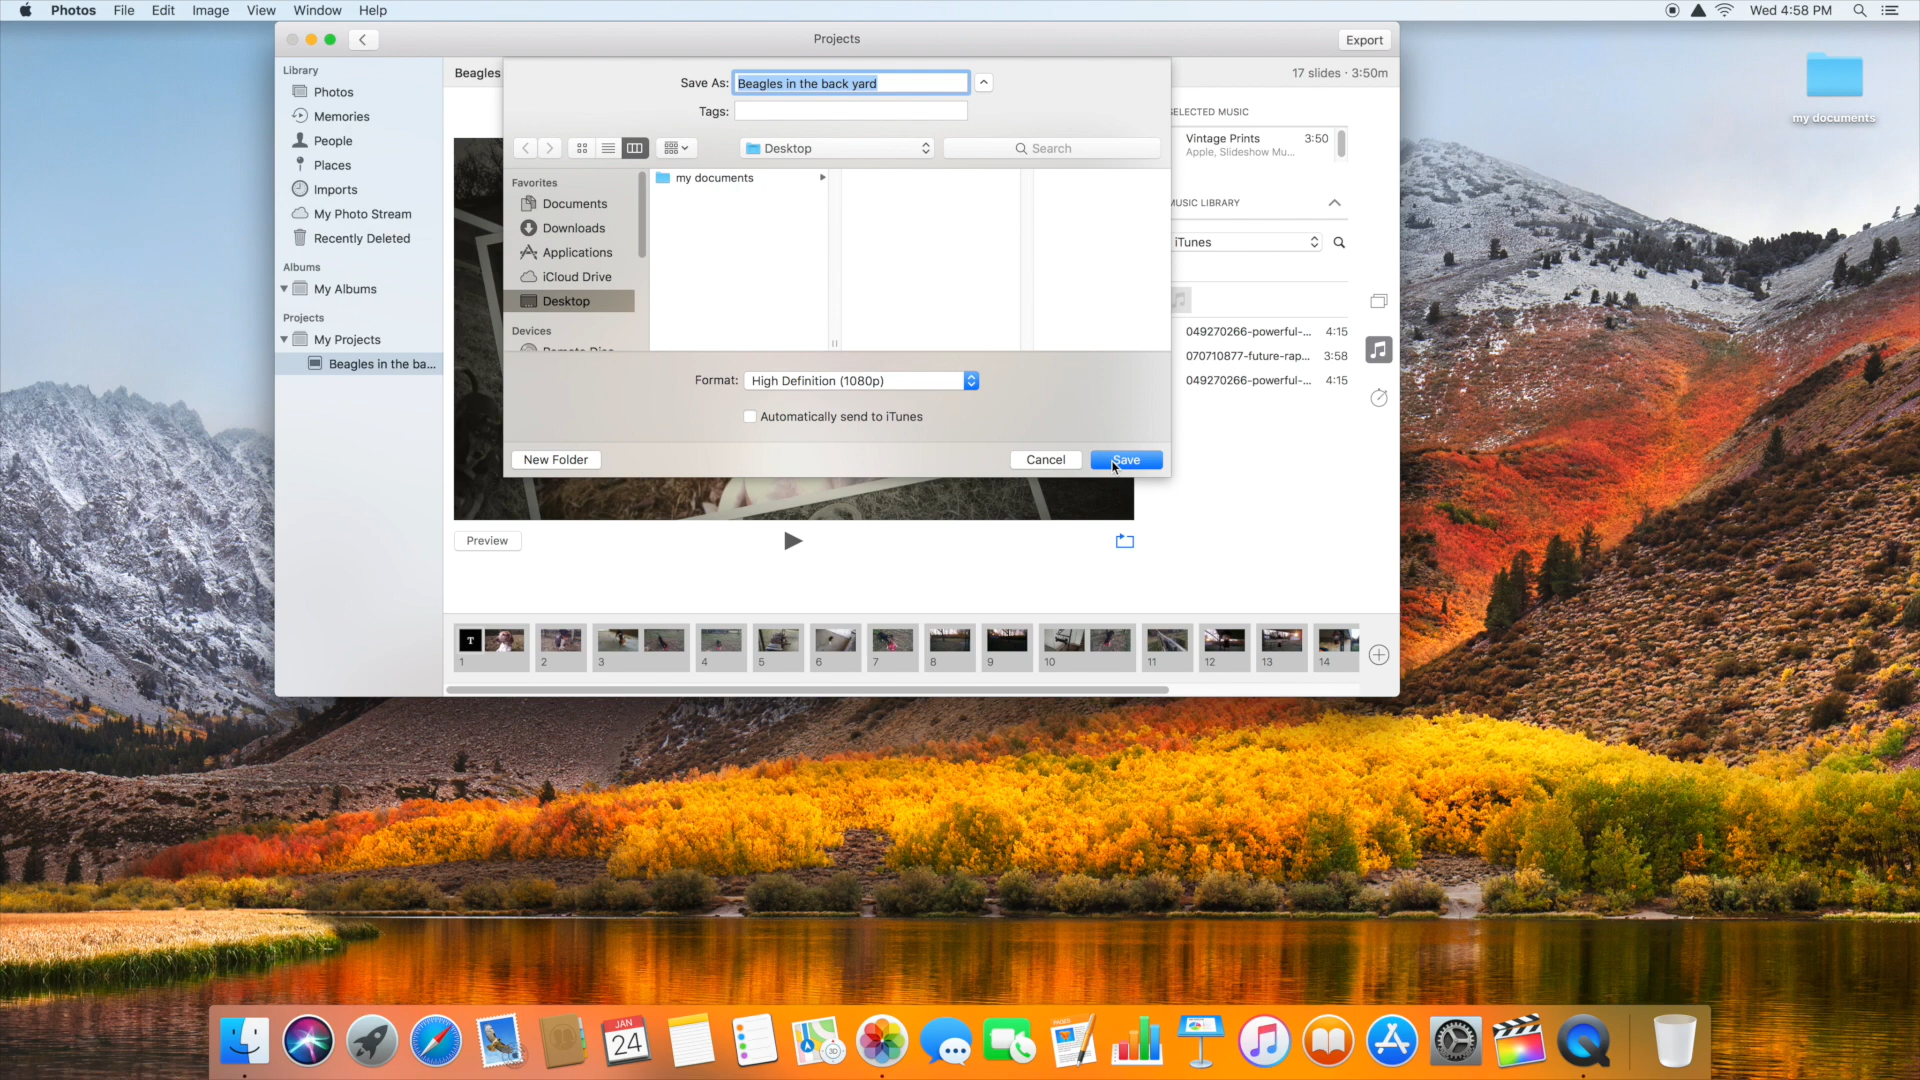 Photos File Edit Image View Window Help
Wed 4:58 PM
Projects
Export
Library
Photos
Memories
People
Places
Imports
My Photo Stream
Recently Deleted
Albums
My Albums
Projects
My Projects
Beagles in the ba...
Beagles
17 slides · 3:50m
Save As: Beagles in the back yard
Tags:
Desktop
Search
Favorites
Documents
Downloads
Applications
iCloud Drive
Desktop
Devices
my documents
Format: High Definition (1080p)
Automatically send to iTunes
New Folder
Cancel
Save
SELECTED MUSIC
Vintage Prints 3:50
Apple, Slideshow Mu...
MUSIC LIBRARY
iTunes
049270266-powerful-... 4:15
070710877-future-rap... 3:58
049270266-powerful-... 4:15
Preview
T
1 2 3 4 5 6 7 8 9 10 11 12 13 14
my documents
JAN
24
PAGES
3D